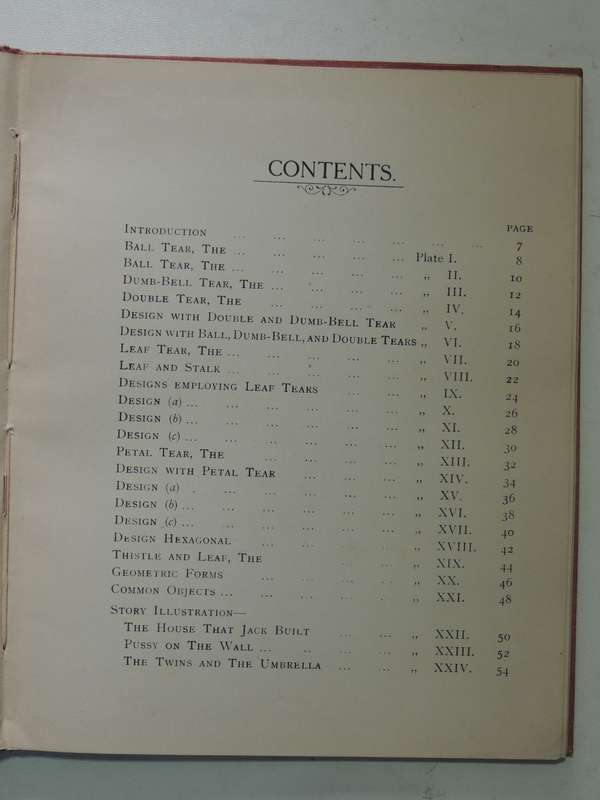 CONTENTS.
PAGE
INTRODUCTION ... ... ... ... ... ... ... 7
BALL TEAR, THE ... ... ... ... ... Plate I. 8
BALL TEAR, THE ... ... ... ... ... „ II. 10
DUMB-BELL TEAR, THE ... ... ... ... „ III. 12
DOUBLE TEAR, THE ... ... ... ... „ IV. 14
DESIGN WITH DOUBLE AND DUMB-BELL TEAR „ V. 16
DESIGN WITH BALL, DUMB-BELL, AND DOUBLE TEARS „ VI. 18
LEAF TEAR, THE ... ... ... ... ... „ VII. 20
LEAF AND STALK ... ... ... ... ... „ VIII. 22
DESIGNS EMPLOYING LEAF TEARS ... ... „ IX. 24
DESIGN (a) ... ... ... ... ... ... „ X. 26
DESIGN (b) ... ... ... ... ... ... „ XI. 28
DESIGN (c) ... ... ... ... ... ... „ XII. 30
PETAL TEAR, THE ... ... ... ... „ XIII. 32
DESIGN WITH PETAL TEAR ... ... ... „ XIV. 34
DESIGN (a) . ... ... ... ... ... „ XV. 36
DESIGN (b) ... ... ... ... ... ... „ XVI. 38
DESIGN (c) ... ... ... ... ... ... „ XVII. 40
DESIGN HEXAGONAL ... ... ... ... „ XVIII. 42
THISTLE AND LEAF, THE ... ... „ XIX. 44
GEOMETRIC FORMS ... ... ... ... „ XX. 46
COMMON OBJECTS ... ... ... ... ... „ XXI. 48
STORY ILLUSTRATION—
THE HOUSE THAT JACK BUILT ... ... „ XXII. 50
PUSSY ON THE WALL ... .. ... ... „ XXIII. 52
THE TWINS AND THE UMBRELLA ... ... „ XXIV. 54